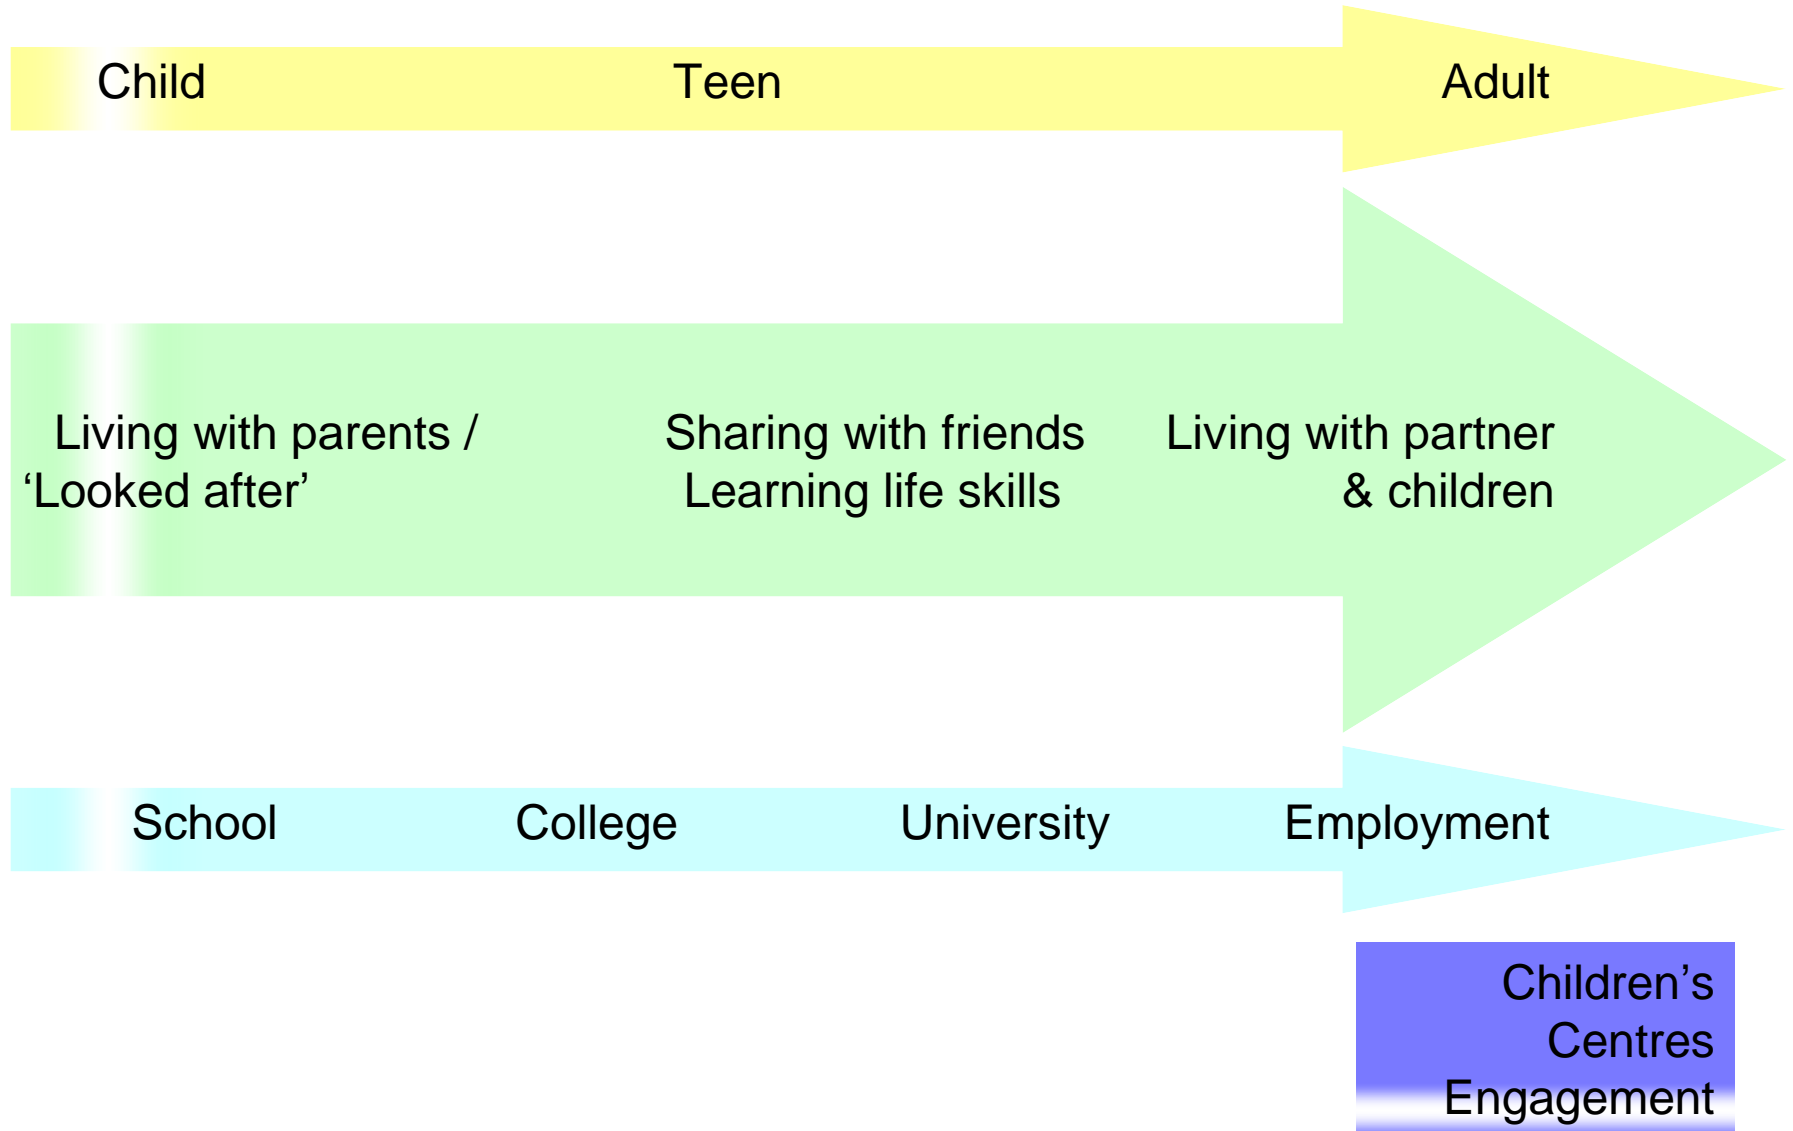 Child Teen Adult
Living with parents / Sharing with friends Living with partner
‘Looked after’ Learning life skills & children
School College University Employment
Children’s
Centres
Engagement